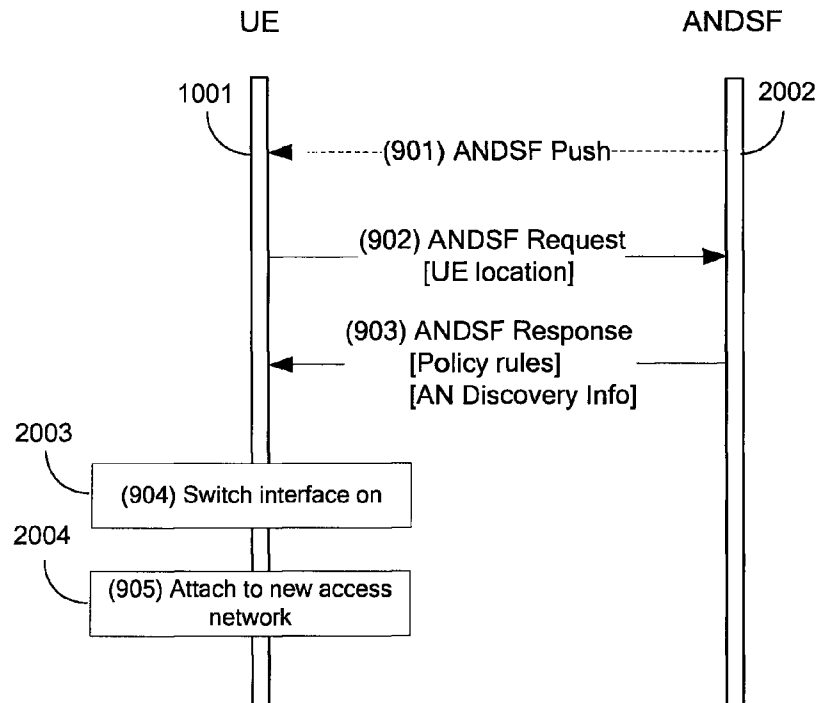 UE
ANDSF
1001
2002
(901) ANDSF Push
(902) ANDSF Request
[UE location]
(903) ANDSF Response
[Policy rules]
[AN Discovery Info]
2003
(904) Switch interface on
2004
(905) Attach to new access
network